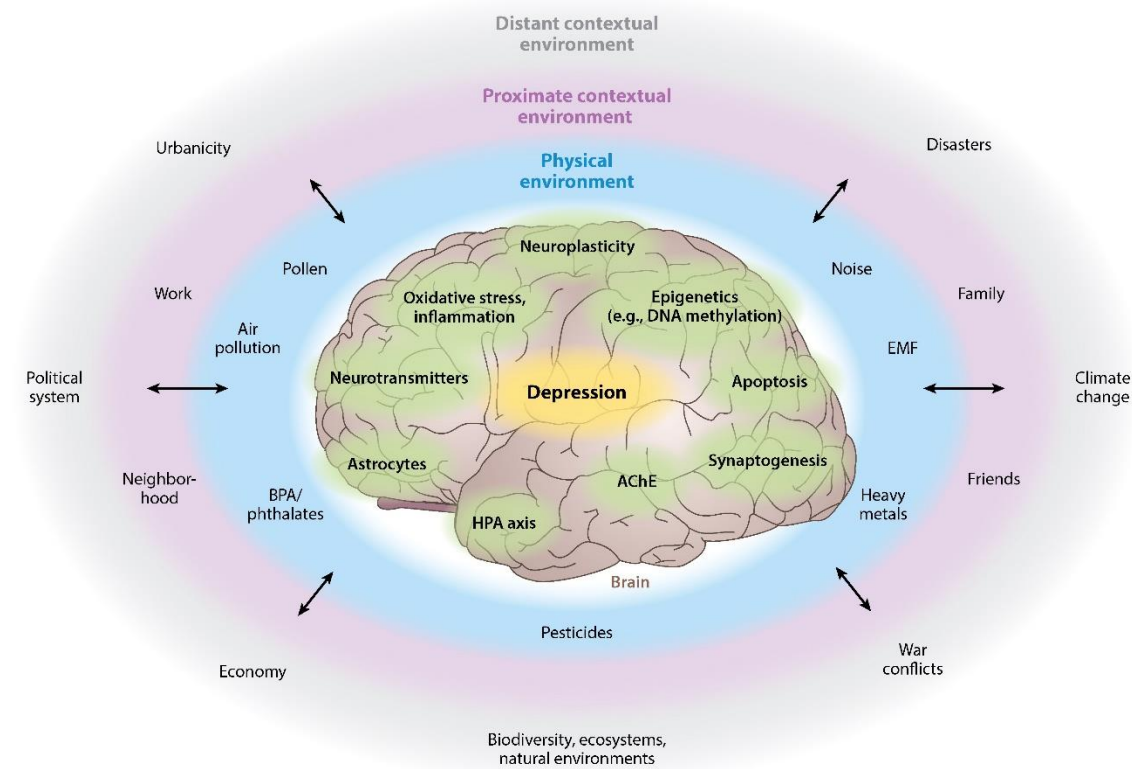 Distant contextual
environment
Proximate contextual
environment
Urbanicity
Disasters
Physical
environment
Neuroplasticity
Pollen
Noise
Work
Oxidative stress,
inflammation
Epigenetics
(e.g., DNA methylation)
Family
Air
pollution
EMF
Political
system
Neurotransmitters
Depression
Apoptosis
Climate
change
Astrocytes
Synaptogenesis
Neighbor-
hood
BPA/
phthalates
AChE
Friends
HPA axis
Heavy
metals
Brain
Pesticides
Economy
War
conflicts
Biodiversity, ecosystems,
natural environments